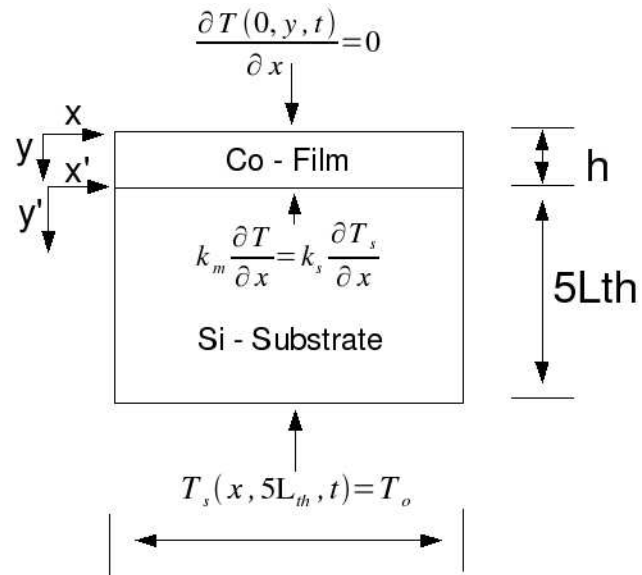 ∂T(0, y, t)/∂x = 0
x
y
x'
y'
Co - Film
h
k_m ∂T/∂x = k_s ∂T_s/∂x
5Lth
Si - Substrate
T_s(x, 5L_th, t) = T_o